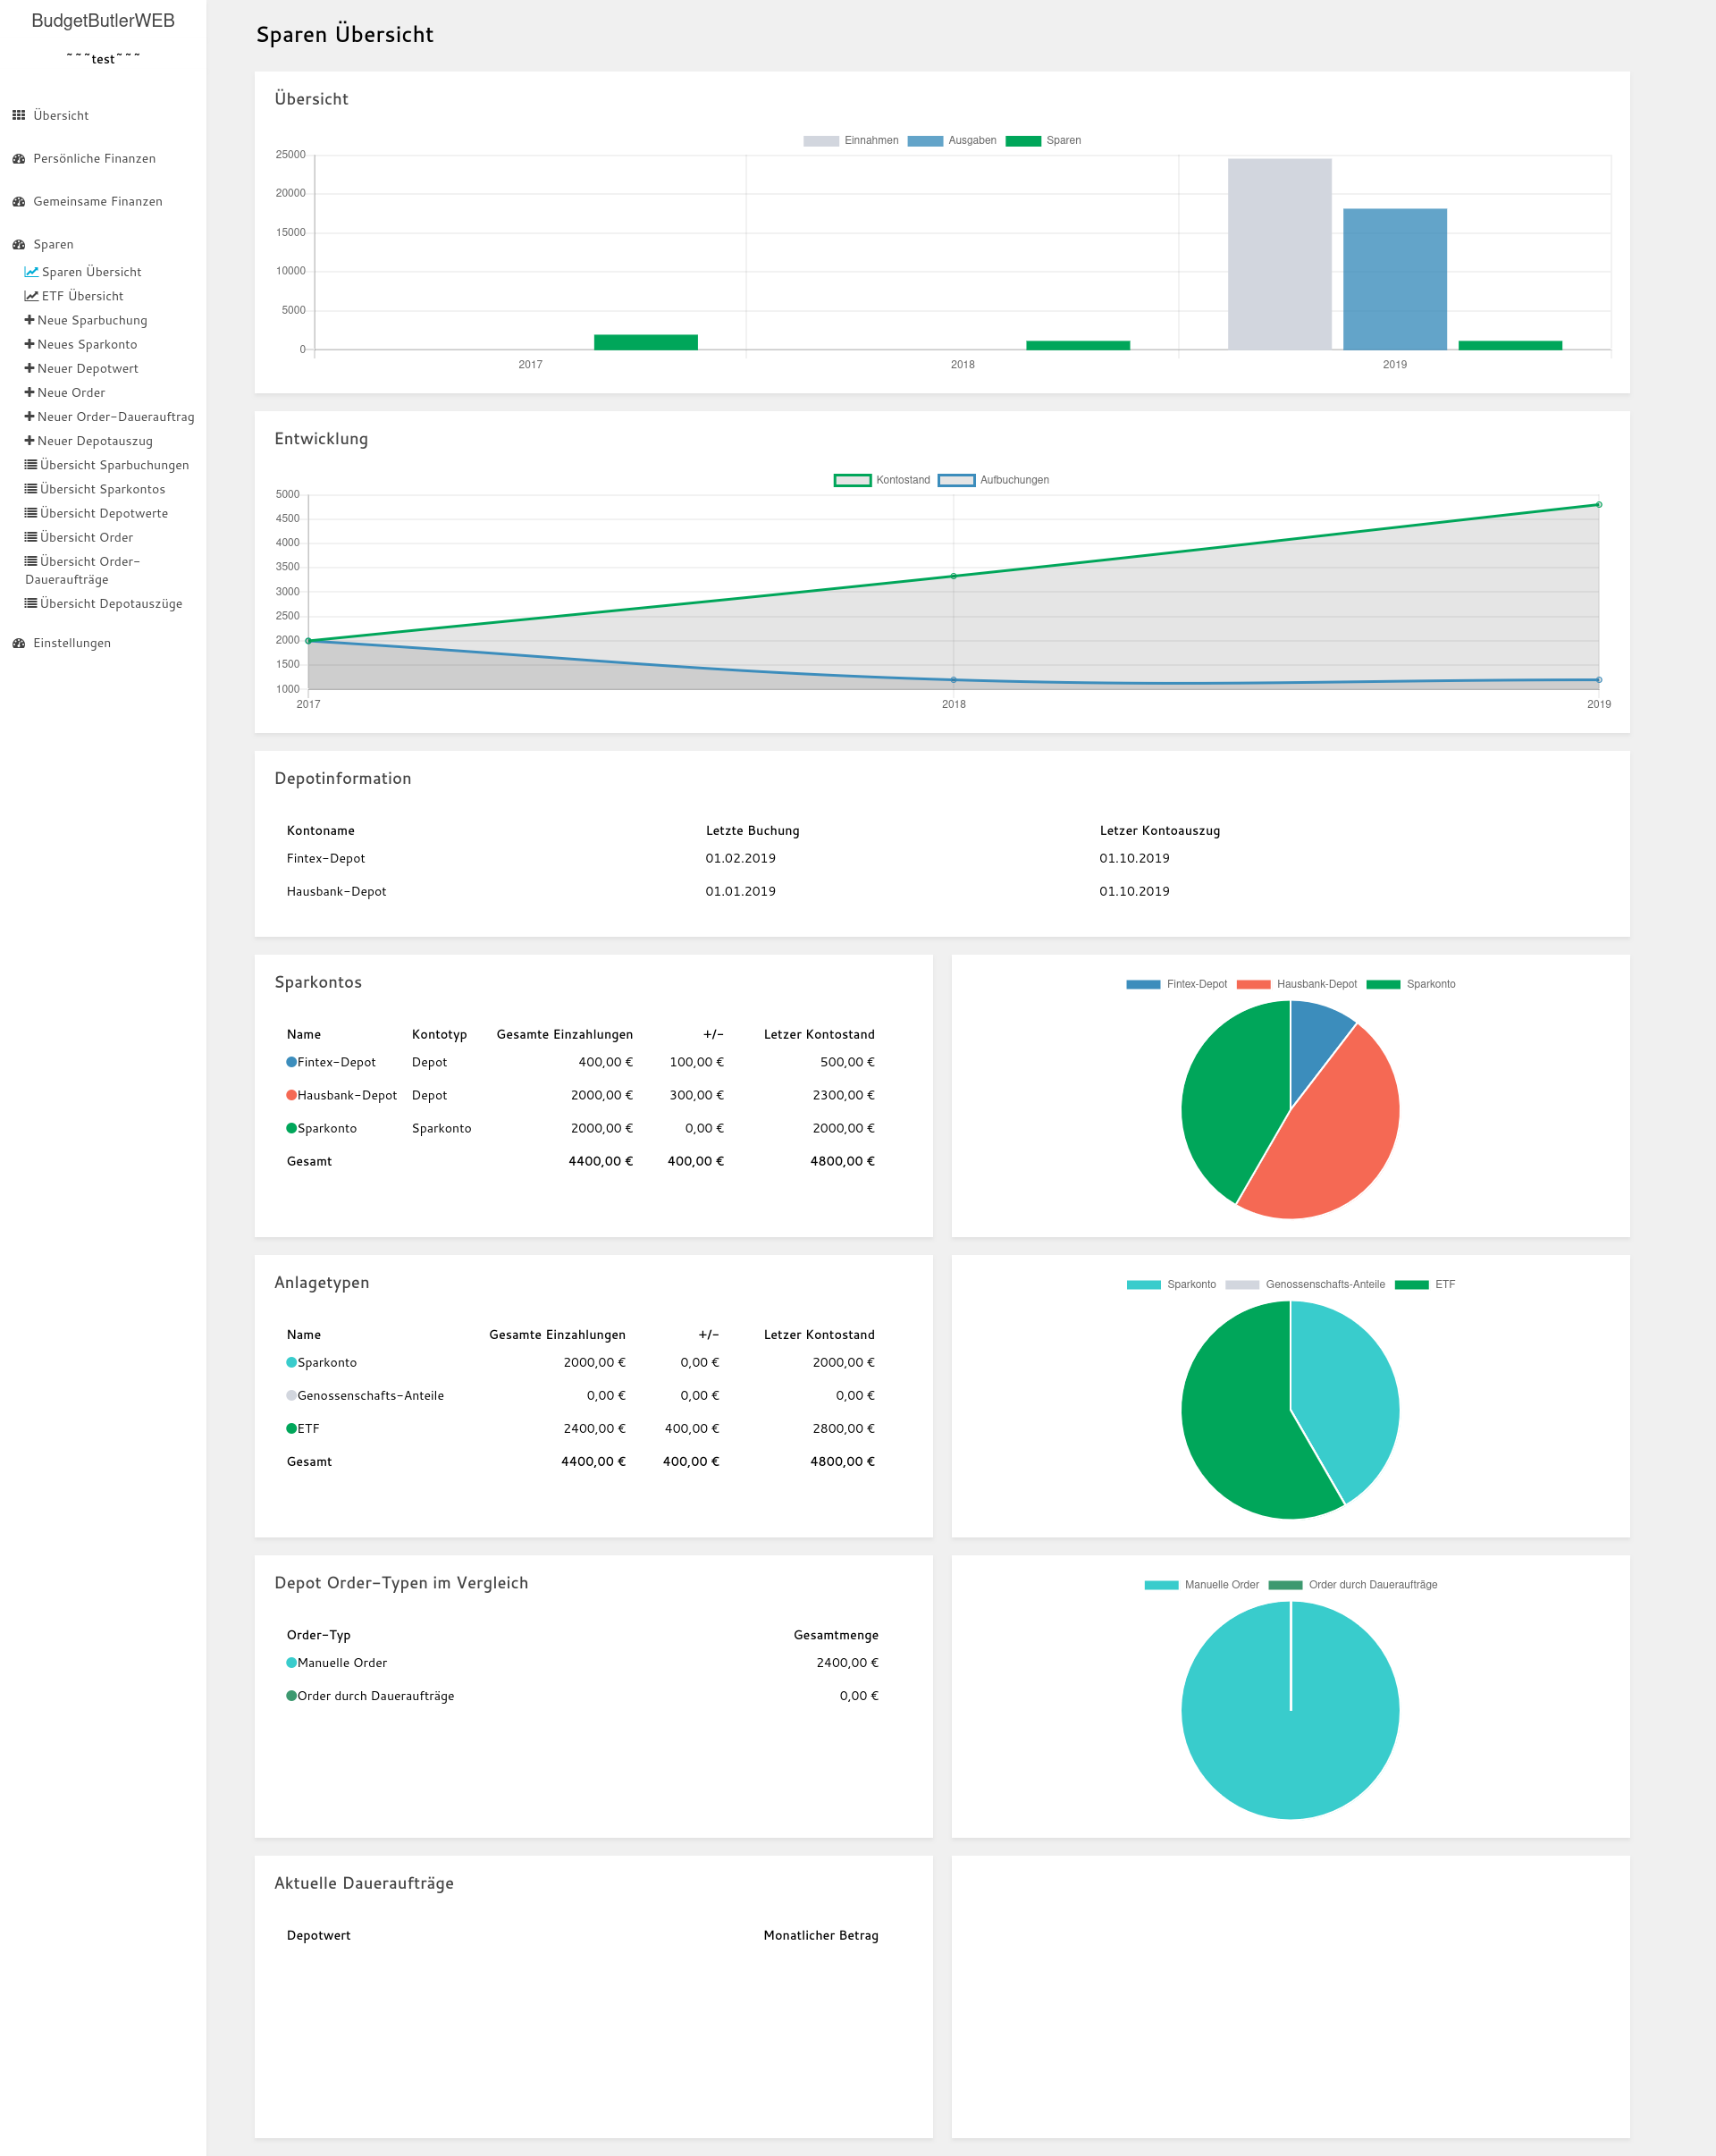 BudgetButlerWEB
~~~test~~~
Übersicht
Persönliche Finanzen
Gemeinsame Finanzen
Sparen
Sparen Übersicht
ETF Übersicht
Neue Sparbuchung
Neues Sparkonto
Neuer Depotwert
Neue Order
Neuer Order-Dauerauftrag
Neuer Depotauszug
Übersicht Sparbuchungen
Übersicht Sparkontos
Übersicht Depotwerte
Übersicht Order
Übersicht Order-
Daueraufträge
Übersicht Depotauszüge
Einstellungen
Sparen Übersicht
Übersicht
Einnahmen Ausgaben Sparen
25000
20000
15000
10000
5000
0
2017 2018 2019
Entwicklung
Kontostand Aufbuchungen
5000
4500
4000
3500
3000
2500
2000
1500
1000
2017 2018 2019
Depotinformation
Kontoname Letzte Buchung Letzer Kontoauszug
Fintex-Depot 01.02.2019 01.10.2019
Hausbank-Depot 01.01.2019 01.10.2019
Sparkontos
Name Kontotyp Gesamte Einzahlungen +/- Letzer Kontostand
Fintex-Depot Depot 400,00 € 100,00 € 500,00 €
Hausbank-Depot Depot 2000,00 € 300,00 € 2300,00 €
Sparkonto Sparkonto 2000,00 € 0,00 € 2000,00 €
Gesamt 4400,00 € 400,00 € 4800,00 €
Fintex-Depot Hausbank-Depot Sparkonto
Anlagetypen
Name Gesamte Einzahlungen +/- Letzer Kontostand
Sparkonto 2000,00 € 0,00 € 2000,00 €
Genossenschafts-Anteile 0,00 € 0,00 € 0,00 €
ETF 2400,00 € 400,00 € 2800,00 €
Gesamt 4400,00 € 400,00 € 4800,00 €
Sparkonto Genossenschafts-Anteile ETF
Depot Order-Typen im Vergleich
Order-Typ Gesamtmenge
Manuelle Order 2400,00 €
Order durch Daueraufträge 0,00 €
Manuelle Order Order durch Daueraufträge
Aktuelle Daueraufträge
Depotwert Monatlicher Betrag